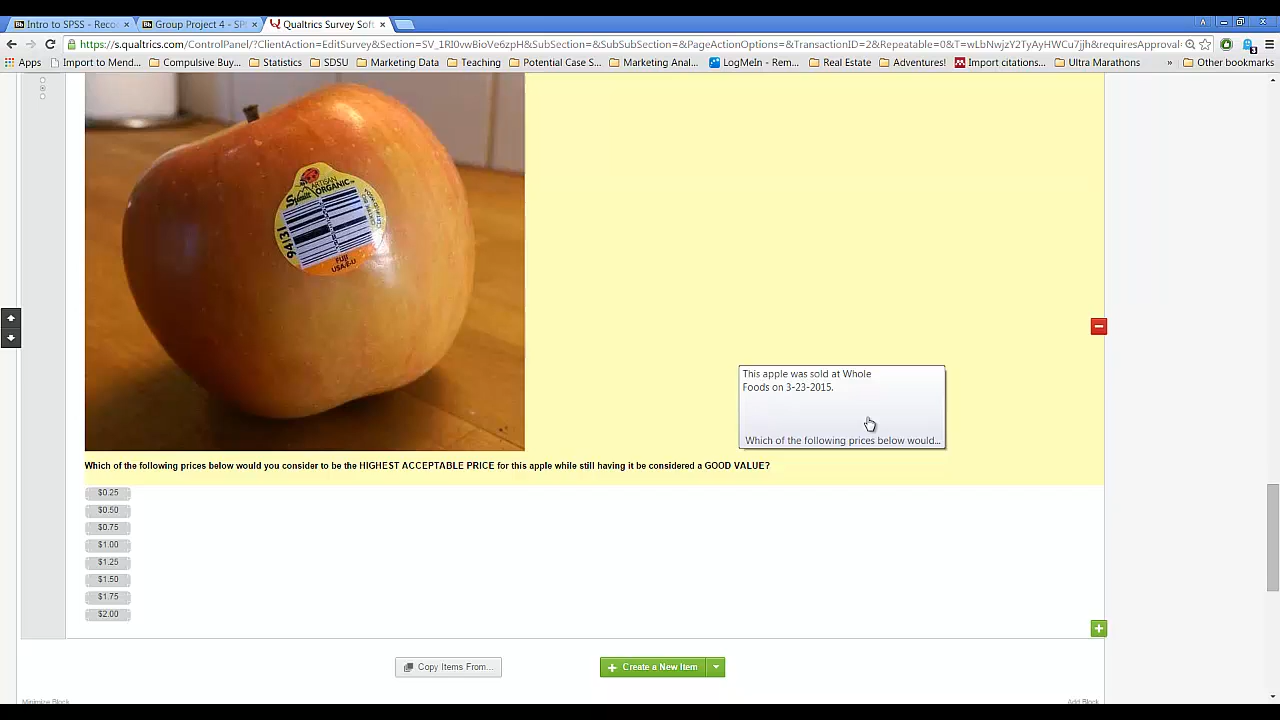 Intro to SPSS - Reco
Group Project 4 - SP
Qualtrics Survey Soft
https://s.qualtrics.com/ControlPanel/?ClientAction=EditSurvey&Section=SV_1RI0vwBioVe6zpH&SubSection=&SubSubSection=&PageActionOptions=&TransactionID=2&Repeatable=0&T=wLbNwjzY2TyAyHWCu7jjh&requiresApproval
Apps Import to Mend... Compulsive Buy... Statistics SDSU Marketing Data Teaching Potential Case S... Marketing Anal... LogMeIn - Rem... Real Estate Adventures! Import citations... Ultra Marathons » Other bookmarks
ARTISAN
ORGANIC
94131
FUJI
USA/E-U
This apple was sold at Whole
Foods on 3-23-2015.
Which of the following prices below would...
Which of the following prices below would you consider to be the HIGHEST ACCEPTABLE PRICE for this apple while still having it be considered a GOOD VALUE?
$0.25
$0.50
$0.75
$1.00
$1.25
$1.50
$1.75
$2.00
Copy Items From...
Create a New Item
Minimize Block
Add Block